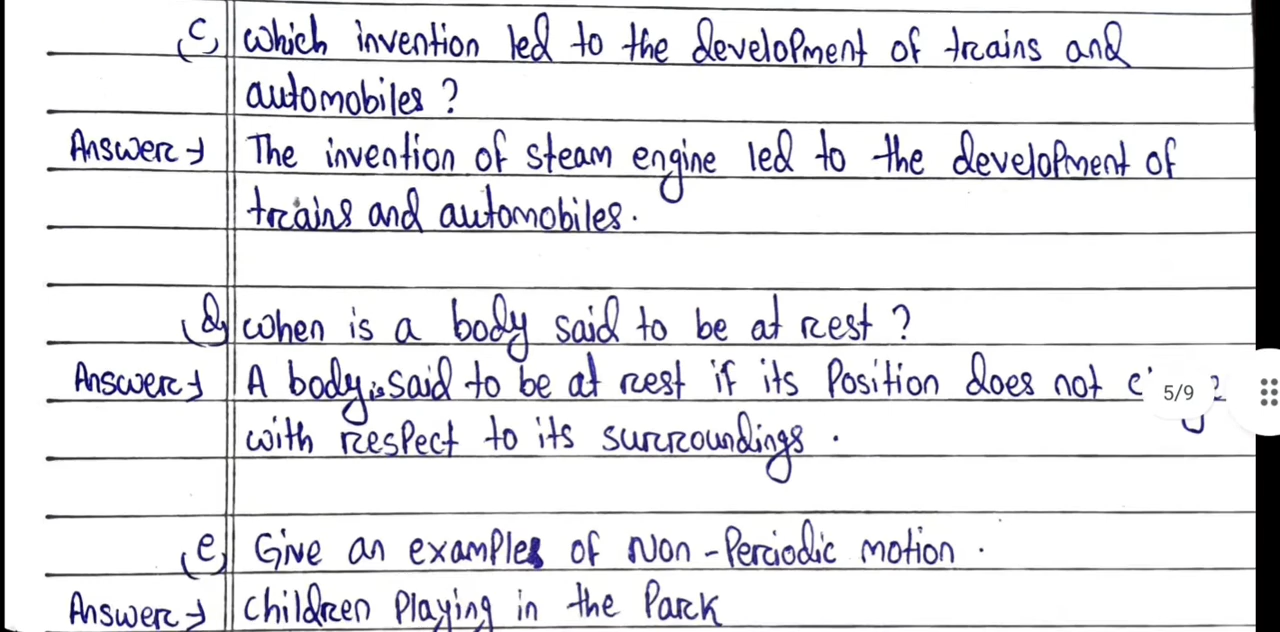 (c) Which invention led to the development of trains and
automobiles ?
Answer → The invention of steam engine led to the development of
trains and automobiles.
(d) When is a body said to be at rest ?
Answer → A body is said to be at rest if its Position does not 5/9
with respect to its surroundings .
(e) Give an examples of Non-Periodic motion .
Answer → Children Playing in the Park